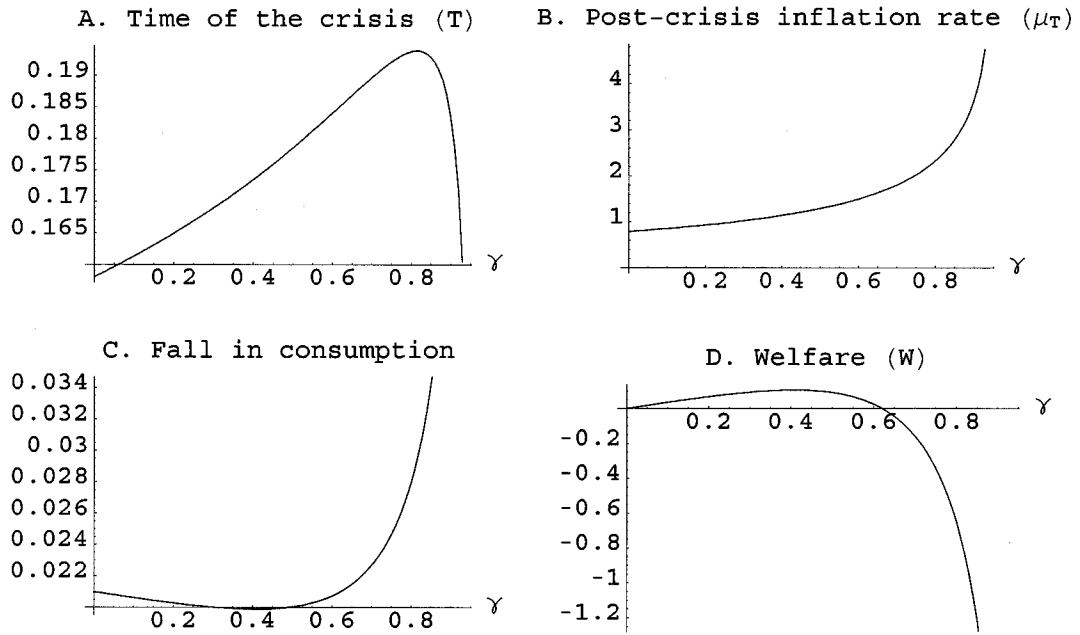 A. Time of the crisis (T)
0.19
0.185
0.18
0.175
0.17
0.165
0.2 0.4 0.6 0.8 γ
B. Post-crisis inflation rate (μT)
4
3
2
1
0.2 0.4 0.6 0.8 γ
C. Fall in consumption
0.034
0.032
0.03
0.028
0.026
0.024
0.022
0.2 0.4 0.6 0.8 γ
D. Welfare (W)
0.2 0.4 0.6 0.8 γ
-0.2
-0.4
-0.6
-0.8
-1
-1.2